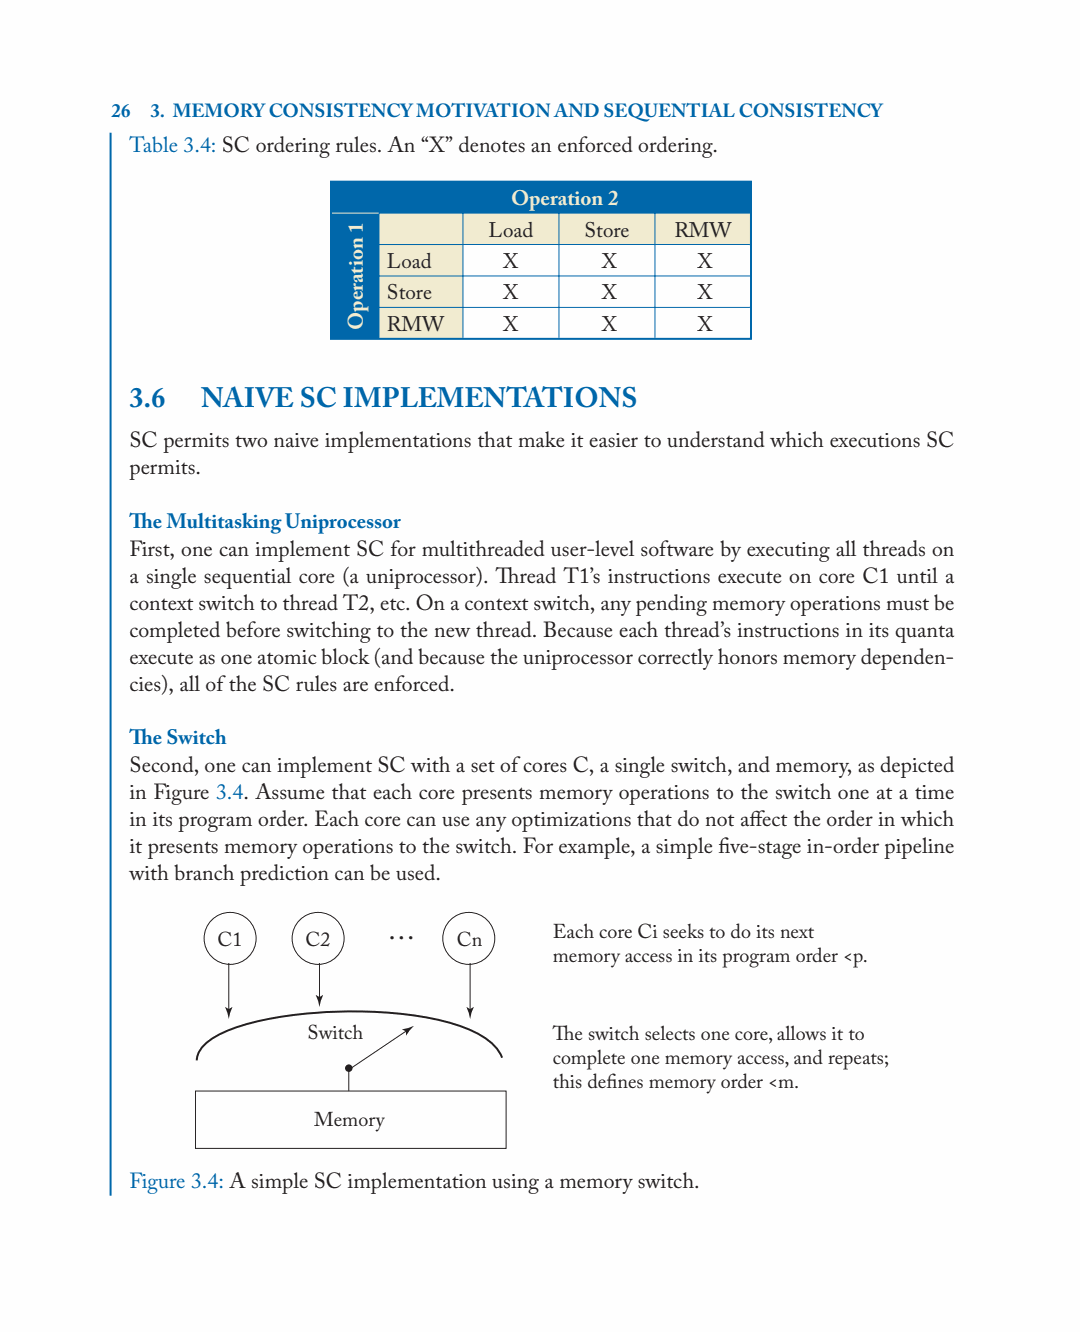 26 3. MEMORY CONSISTENCY MOTIVATION AND SEQUENTIAL CONSISTENCY
Table 3.4: SC ordering rules. An “X” denotes an enforced ordering.
Operation 2
Operation 1
Load Store RMW
Load X X X
Store X X X
RMW X X X
3.6 NAIVE SC IMPLEMENTATIONS
SC permits two naive implementations that make it easier to understand which executions SC
permits.
The Multitasking Uniprocessor
First, one can implement SC for multithreaded user-level software by executing all threads on
a single sequential core (a uniprocessor). Thread T1’s instructions execute on core C1 until a
context switch to thread T2, etc. On a context switch, any pending memory operations must be
completed before switching to the new thread. Because each thread’s instructions in its quanta
execute as one atomic block (and because the uniprocessor correctly honors memory dependen-
cies), all of the SC rules are enforced.
The Switch
Second, one can implement SC with a set of cores C, a single switch, and memory, as depicted
in Figure 3.4. Assume that each core presents memory operations to the switch one at a time
in its program order. Each core can use any optimizations that do not affect the order in which
it presents memory operations to the switch. For example, a simple five-stage in-order pipeline
with branch prediction can be used.
C1 C2 … Cn
Each core Ci seeks to do its next
memory access in its program order <p.
Switch
The switch selects one core, allows it to
complete one memory access, and repeats;
this defines memory order <m.
Memory
Figure 3.4: A simple SC implementation using a memory switch.